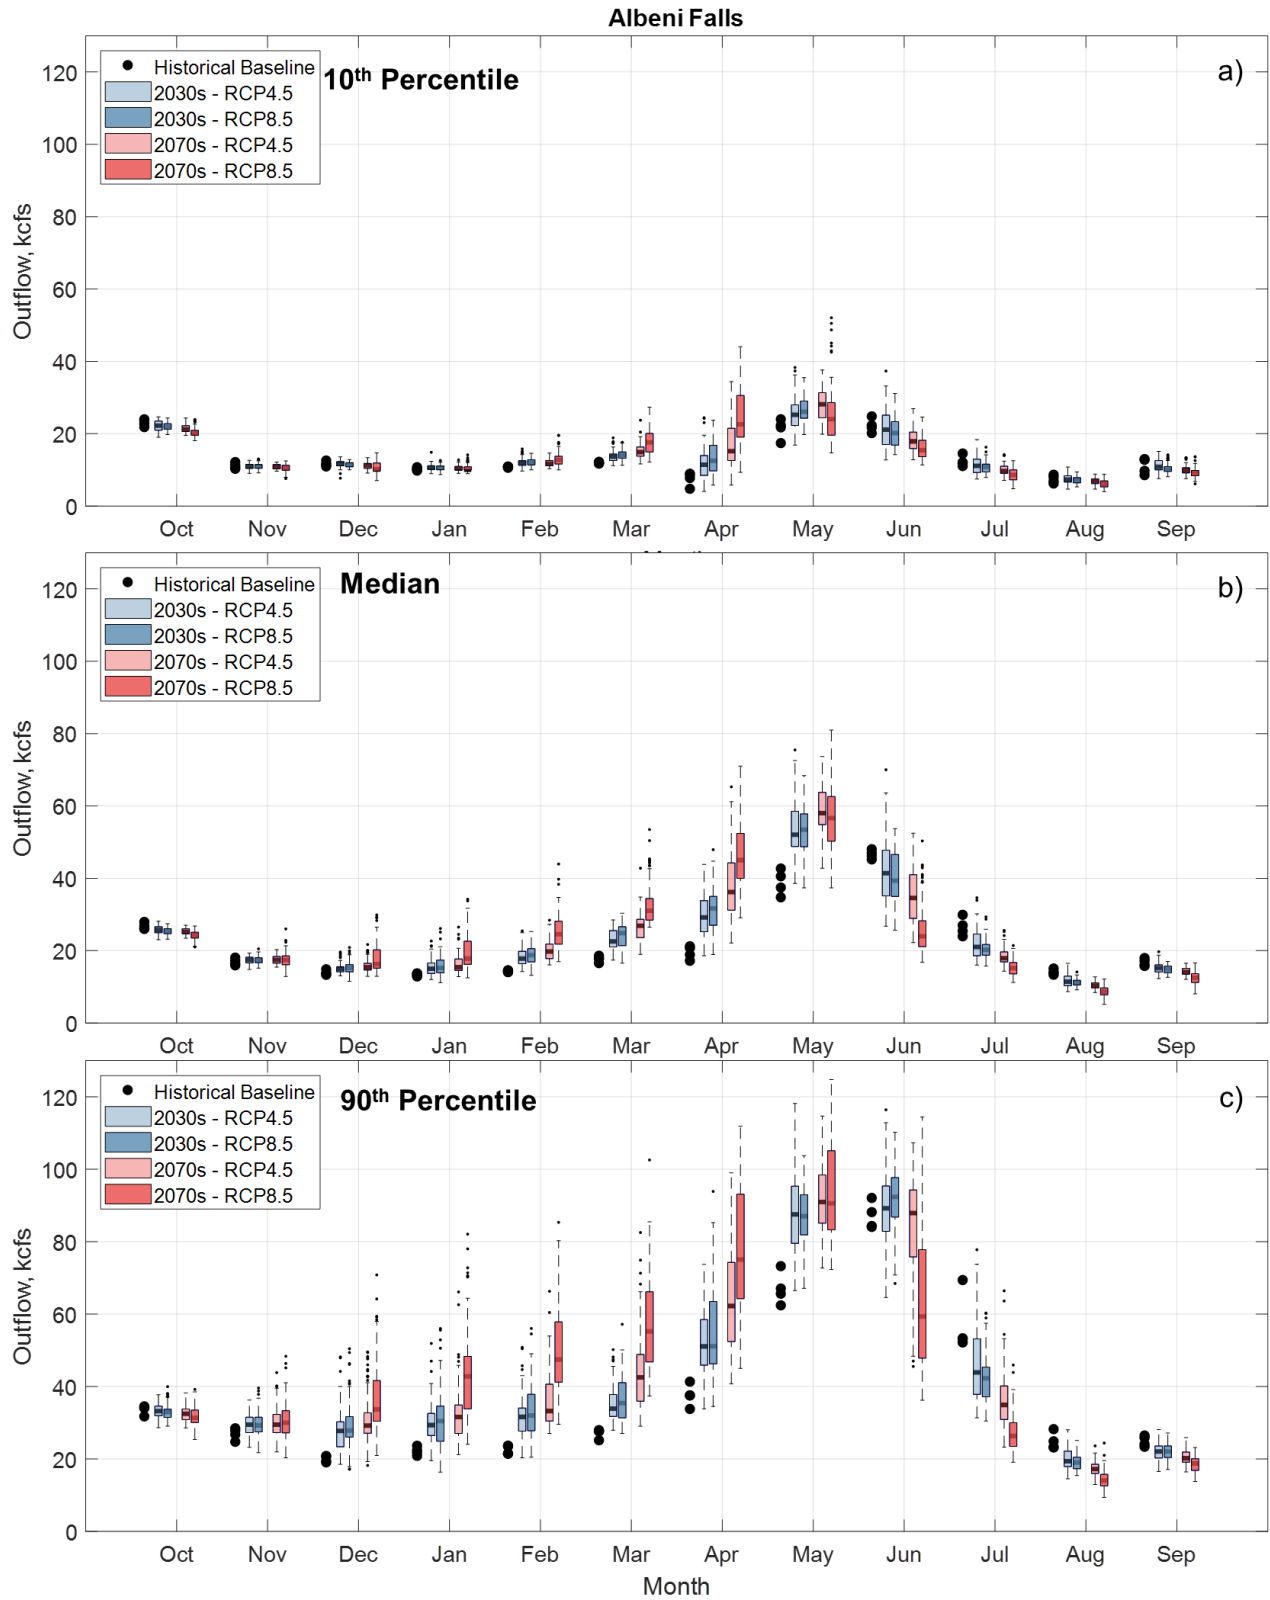 Albeni Falls
10th Percentile
a)
Historical Baseline
2030s - RCP4.5
2030s - RCP8.5
2070s - RCP4.5
2070s - RCP8.5
Outflow, kcfs
120
100
80
60
40
20
0
Oct Nov Dec Jan Feb Mar Apr May Jun Jul Aug Sep
Median
b)
Historical Baseline
2030s - RCP4.5
2030s - RCP8.5
2070s - RCP4.5
2070s - RCP8.5
Outflow, kcfs
120
100
80
60
40
20
0
Oct Nov Dec Jan Feb Mar Apr May Jun Jul Aug Sep
90th Percentile
c)
Historical Baseline
2030s - RCP4.5
2030s - RCP8.5
2070s - RCP4.5
2070s - RCP8.5
Outflow, kcfs
120
100
80
60
40
20
0
Oct Nov Dec Jan Feb Mar Apr May Jun Jul Aug Sep
Month